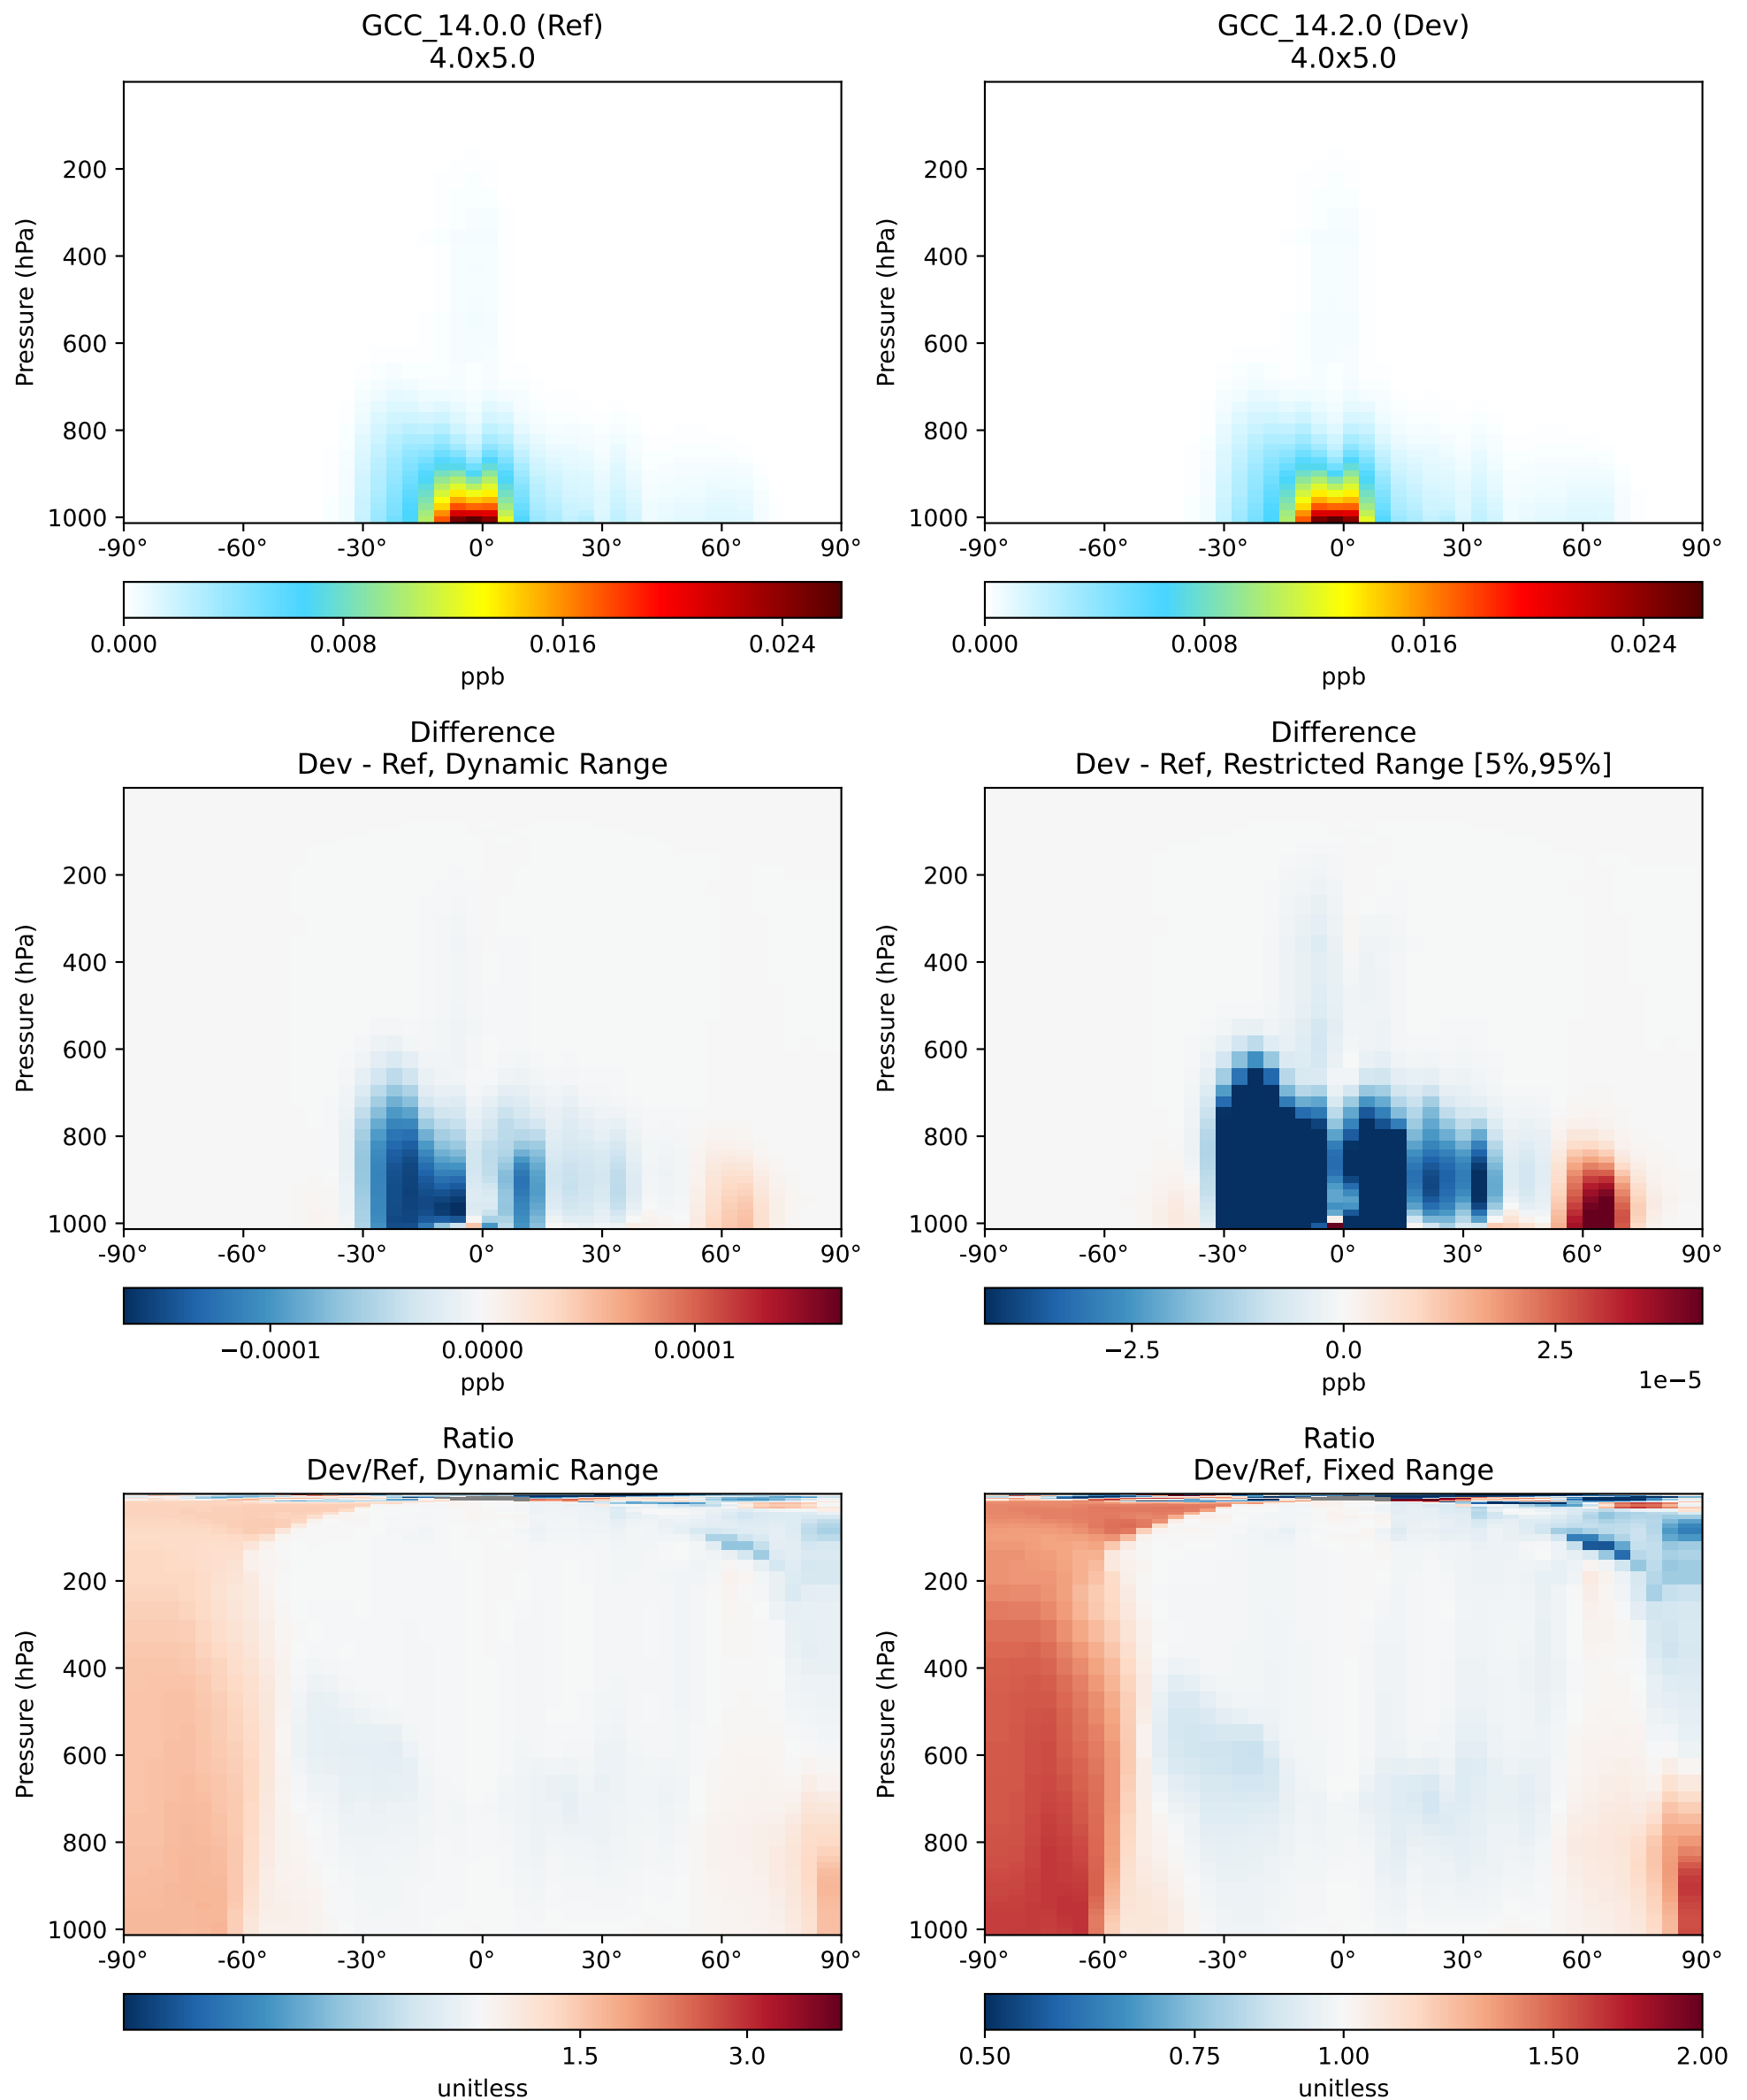 GCC_14.0.0 (Ref)
4.0x5.0
Pressure (hPa)
200
400
600
800
1000
-90° -60° -30° 0° 30° 60° 90°
0.000 0.008 0.016 0.024
ppb
GCC_14.2.0 (Dev)
4.0x5.0
Pressure (hPa)
200
400
600
800
1000
-90° -60° -30° 0° 30° 60° 90°
0.000 0.008 0.016 0.024
ppb
Difference
Dev - Ref, Dynamic Range
Pressure (hPa)
200
400
600
800
1000
-90° -60° -30° 0° 30° 60° 90°
−0.0001 0.0000 0.0001
ppb
Difference
Dev - Ref, Restricted Range [5%,95%]
Pressure (hPa)
200
400
600
800
1000
-90° -60° -30° 0° 30° 60° 90°
−2.5 0.0 2.5
ppb
1e−5
Ratio
Dev/Ref, Dynamic Range
Pressure (hPa)
200
400
600
800
1000
-90° -60° -30° 0° 30° 60° 90°
1.5 3.0
unitless
Ratio
Dev/Ref, Fixed Range
Pressure (hPa)
200
400
600
800
1000
-90° -60° -30° 0° 30° 60° 90°
0.50 0.75 1.00 1.50 2.00
unitless